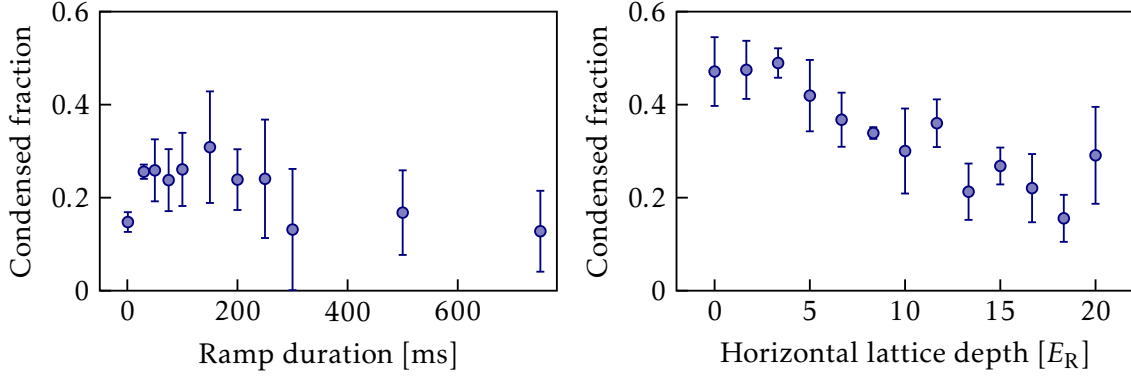 Condensed fraction
0.6
0.4
0.2
0
0 200 400 600
Ramp duration [ms]
Condensed fraction
0.6
0.4
0.2
0
0 5 10 15 20
Horizontal lattice depth [E_R]